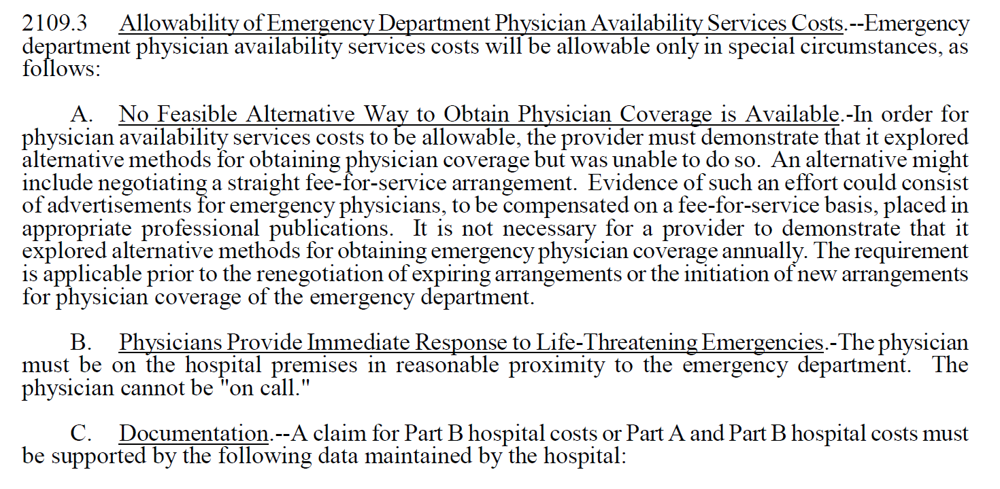 2109.3 Allowability of Emergency Department Physician Availability Services Costs.--Emergency
department physician availability services costs will be allowable only in special circumstances, as
follows:
A. No Feasible Alternative Way to Obtain Physician Coverage is Available.-In order for
physician availability services costs to be allowable, the provider must demonstrate that it explored
alternative methods for obtaining physician coverage but was unable to do so. An alternative might
include negotiating a straight fee-for-service arrangement. Evidence of such an effort could consist
of advertisements for emergency physicians, to be compensated on a fee-for-service basis, placed in
appropriate professional publications. It is not necessary for a provider to demonstrate that it
explored alternative methods for obtaining emergency physician coverage annually. The requirement
is applicable prior to the renegotiation of expiring arrangements or the initiation of new arrangements
for physician coverage of the emergency department.
B. Physicians Provide Immediate Response to Life-Threatening Emergencies.-The physician
must be on the hospital premises in reasonable proximity to the emergency department. The
physician cannot be "on call."
C. Documentation.--A claim for Part B hospital costs or Part A and Part B hospital costs must
be supported by the following data maintained by the hospital: